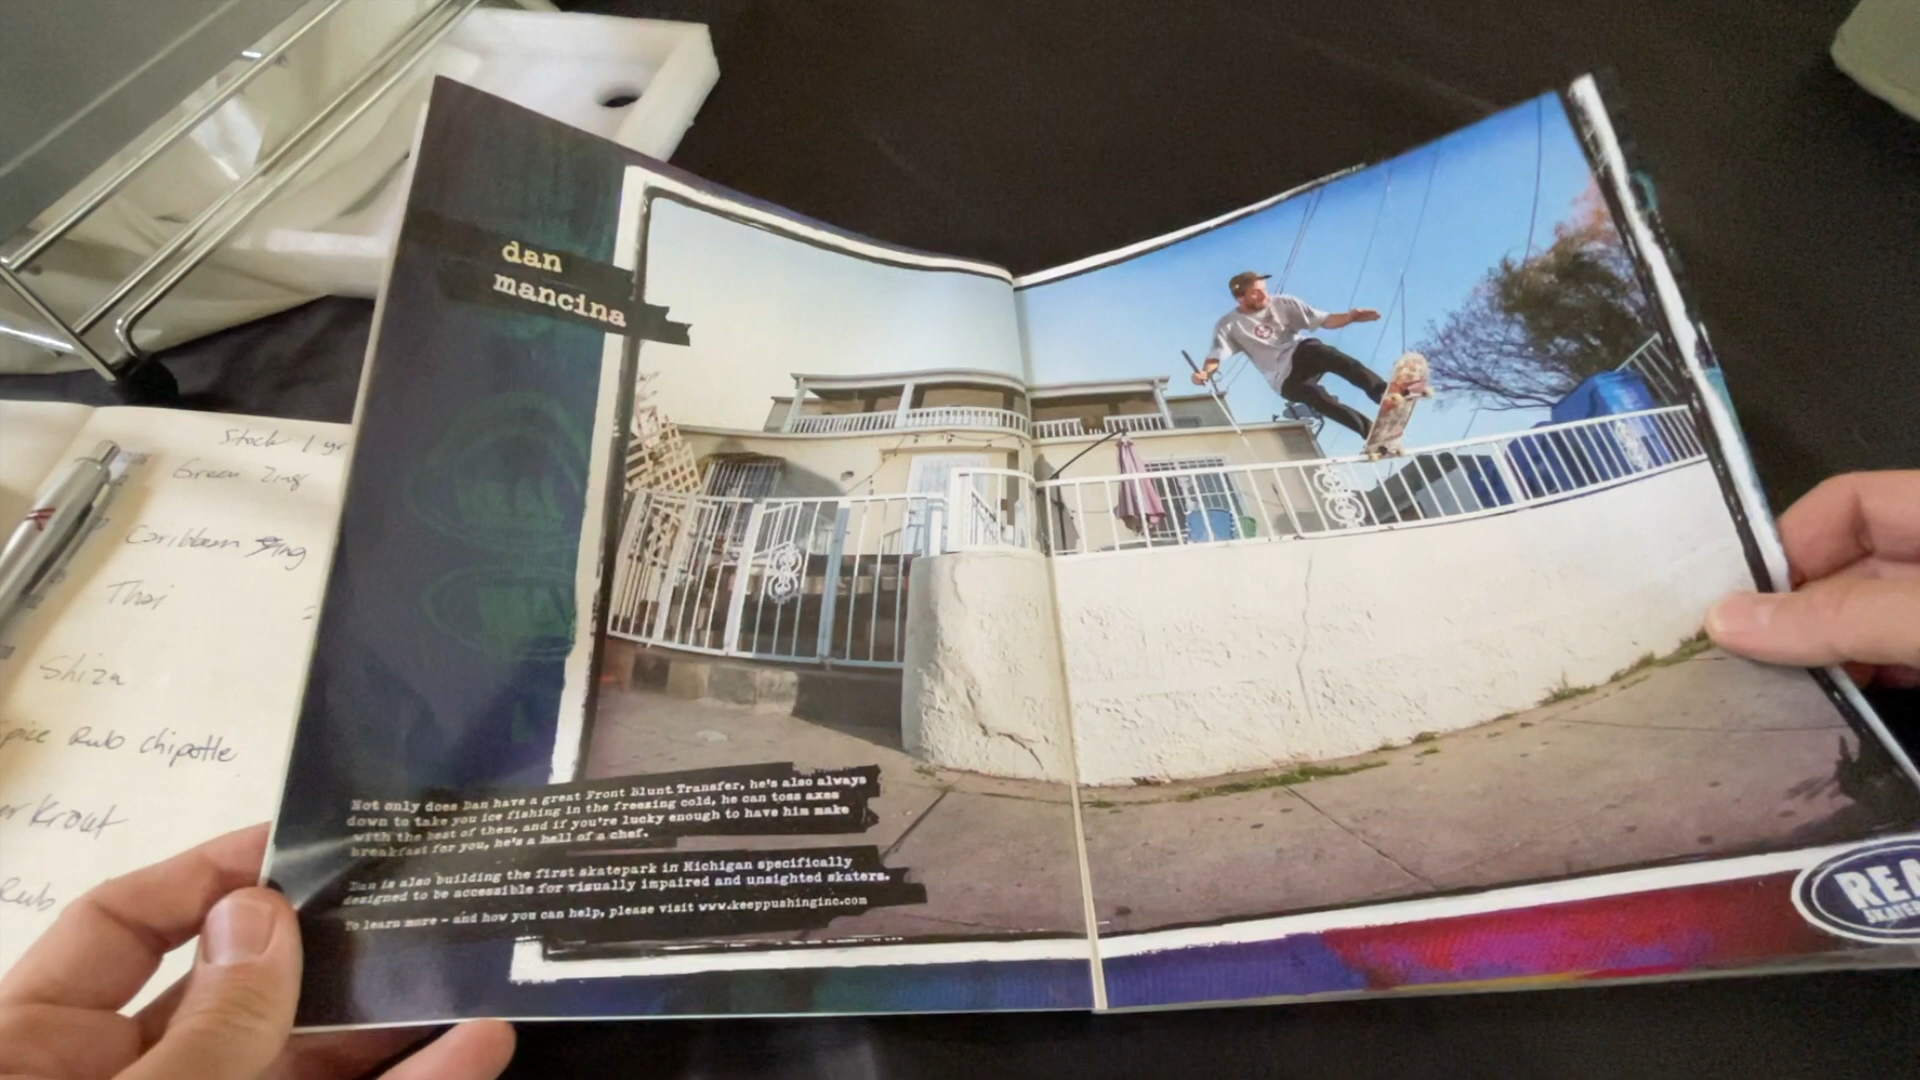 dan
mancina
Not only does Dan have a great Front Blunt Transfer, he's also always
down to take you ice fishing in the freezing cold, he can toss axes
with the best of them, and if you're lucky enough to have him make
breakfast for you, he's a hell of a chef.
Dan is also building the first skatepark in Michigan specifically
designed to be accessible for visually impaired and unsighted skaters.
To learn more - and how you can help, please visit www.keeppushinginc.com
REA
SKATE
Stock 1 yr
Green Zing
Caribbean Zing
Thai
Shiza
pice Rub chipotle
er Kraut
Rub